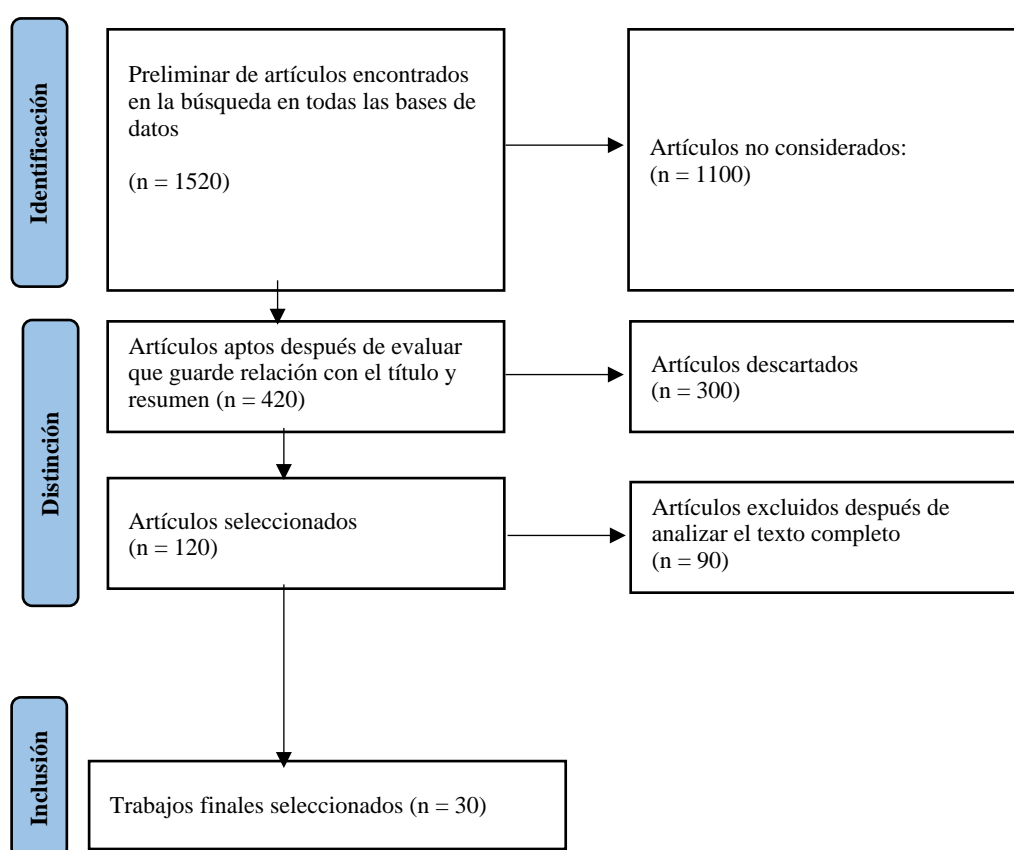 Identificación
Preliminar de artículos encontrados
en la búsqueda en todas las bases de
datos
(n = 1520)
Artículos no considerados:
(n = 1100)
Distinción
Artículos aptos después de evaluar
que guarde relación con el título y
resumen (n = 420)
Artículos descartados
(n = 300)
Artículos seleccionados
(n = 120)
Artículos excluidos después de
analizar el texto completo
(n = 90)
Inclusión
Trabajos finales seleccionados (n = 30)